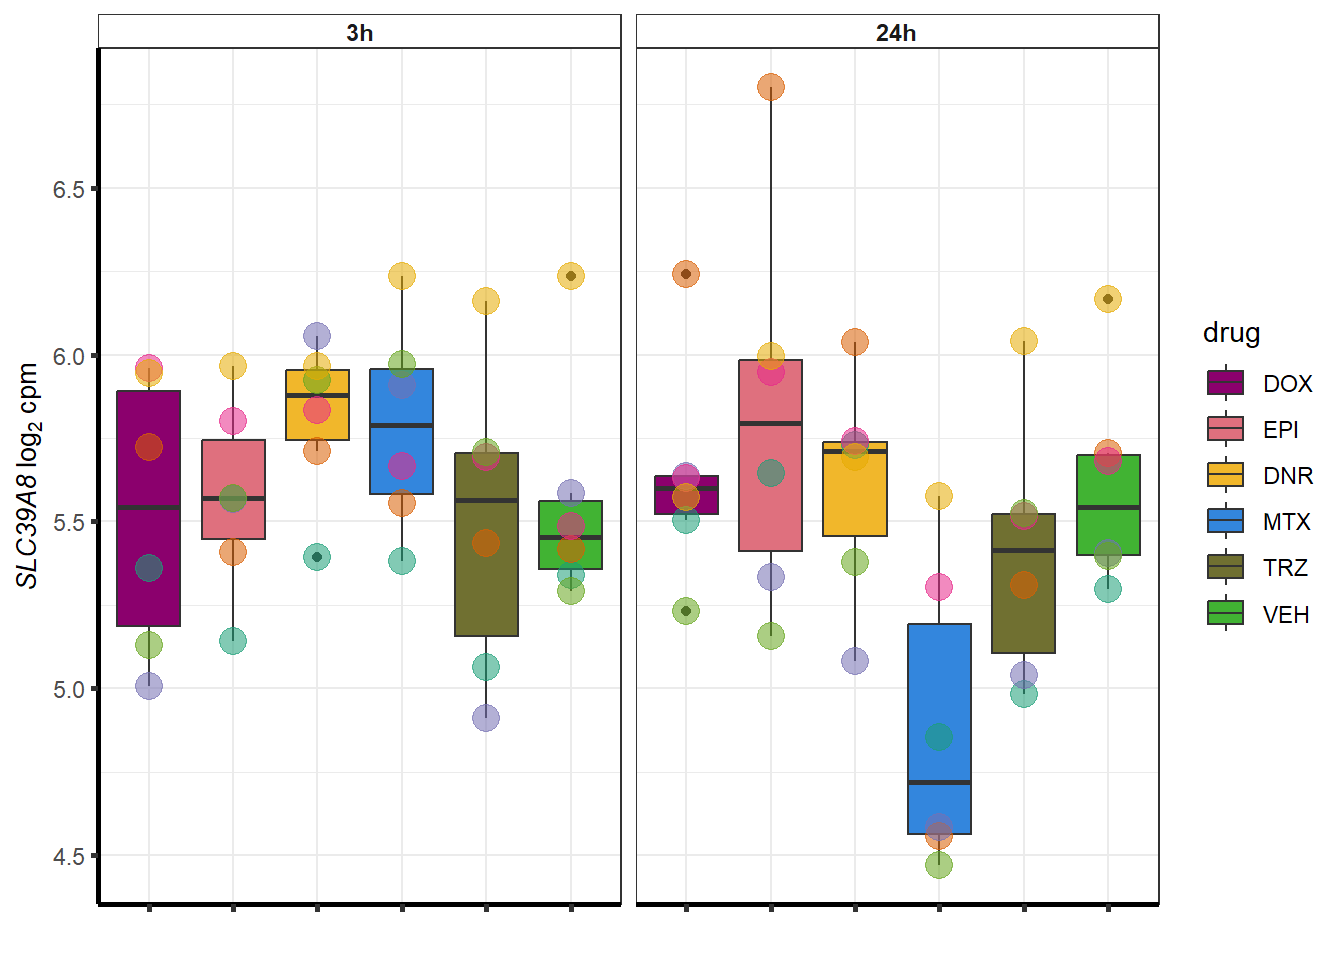 3h
24h
SLC39A8 log₂ cpm
6.5
6.0
5.5
5.0
4.5
drug
DOX
EPI
DNR
MTX
TRZ
VEH